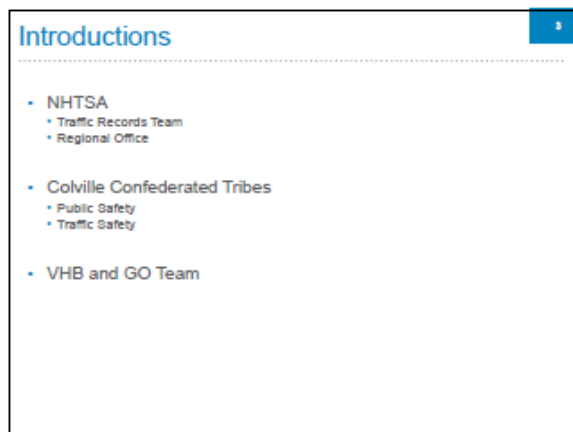 Introductions
3
• NHTSA
• Traffic Records Team
• Regional Office
• Colville Confederated Tribes
• Public Safety
• Traffic Safety
• VHB and GO Team